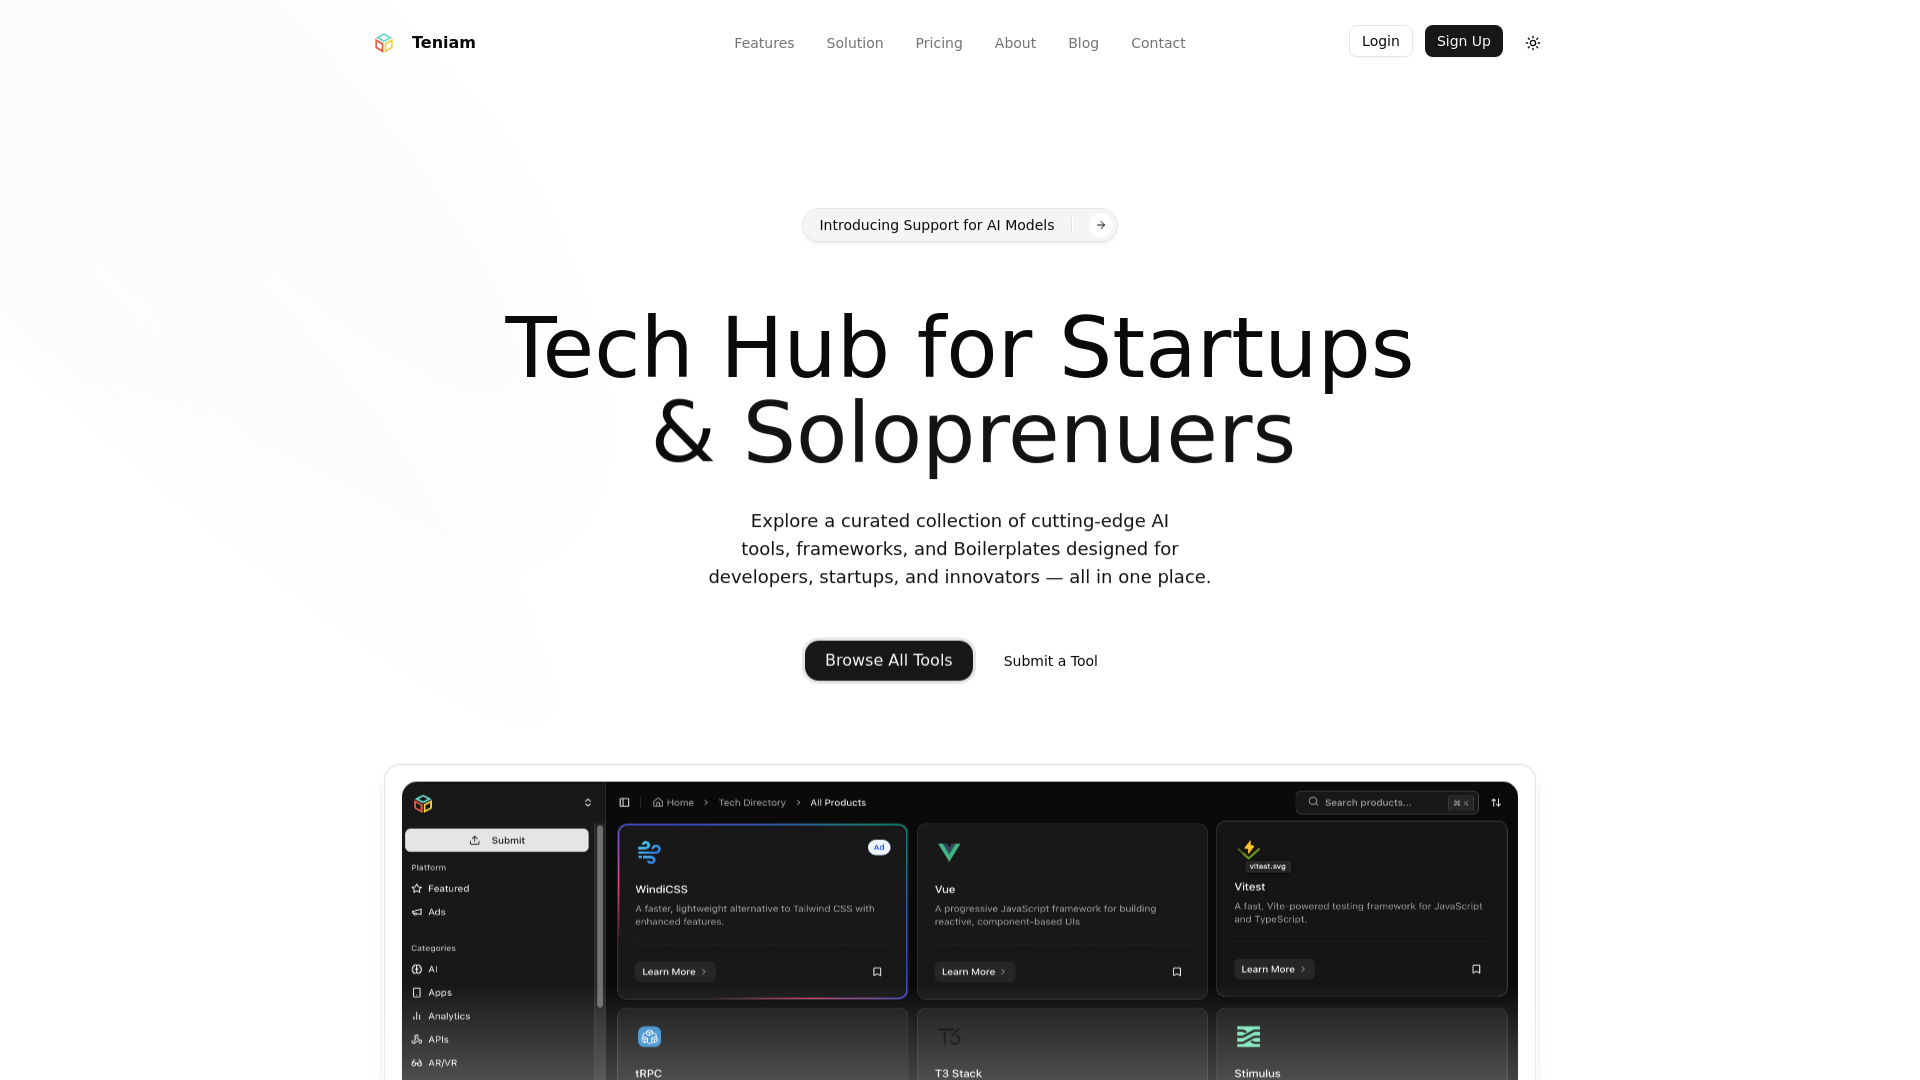 Teniam
Features
Solution
Pricing
About
Blog
Contact
Login
Sign Up
Introducing Support for AI Models
Tech Hub for Startups
& Soloprenuers
Explore a curated collection of cutting-edge AI
tools, frameworks, and Boilerplates designed for
developers, startups, and innovators — all in one place.
Browse All Tools
Submit a Tool
Home
Tech Directory
All Products
Search products...
⌘ K
Submit
Platform
Featured
Ads
Categories
AI
Apps
Analytics
APIs
AR/VR
Ad
WindiCSS
A faster, lightweight alternative to Tailwind CSS with
enhanced features.
Learn More
Vue
A progressive JavaScript framework for building
reactive, component-based UIs
Learn More
vitest.svg
Vitest
A fast, Vite-powered testing framework for JavaScript
and TypeScript.
Learn More
tRPC
T3
T3 Stack
Stimulus